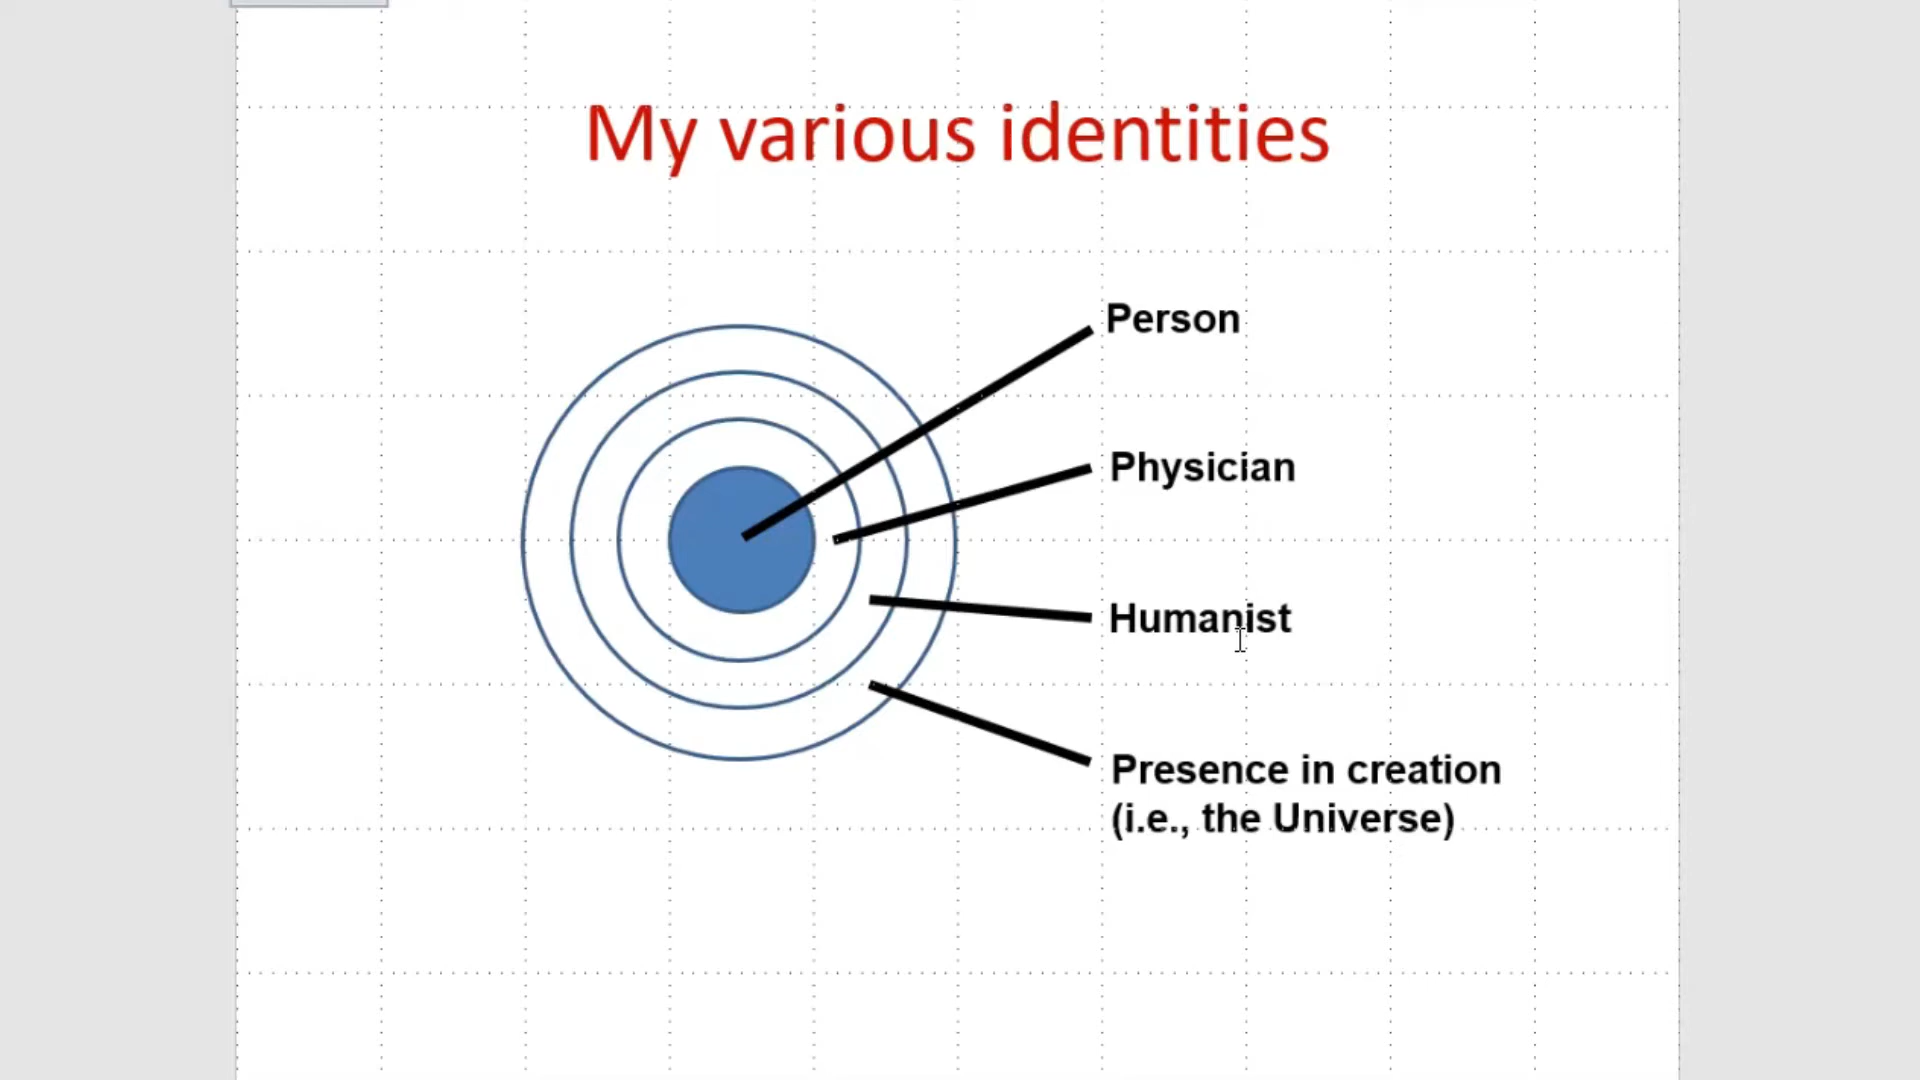 My various identities
Person
Physician
Humanist
Presence in creation
(i.e., the Universe)